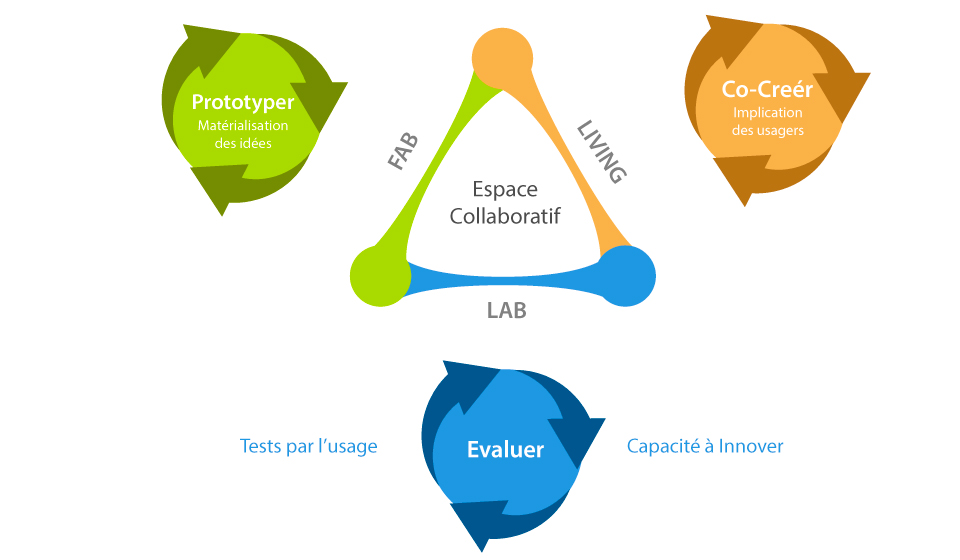 Prototyper
Matérialisation
des idées
FAB
LIVING
Co-Creér
Implication
des usagers
Espace
Collaboratif
LAB
Tests par l'usage
Evaluer
Capacité à Innover